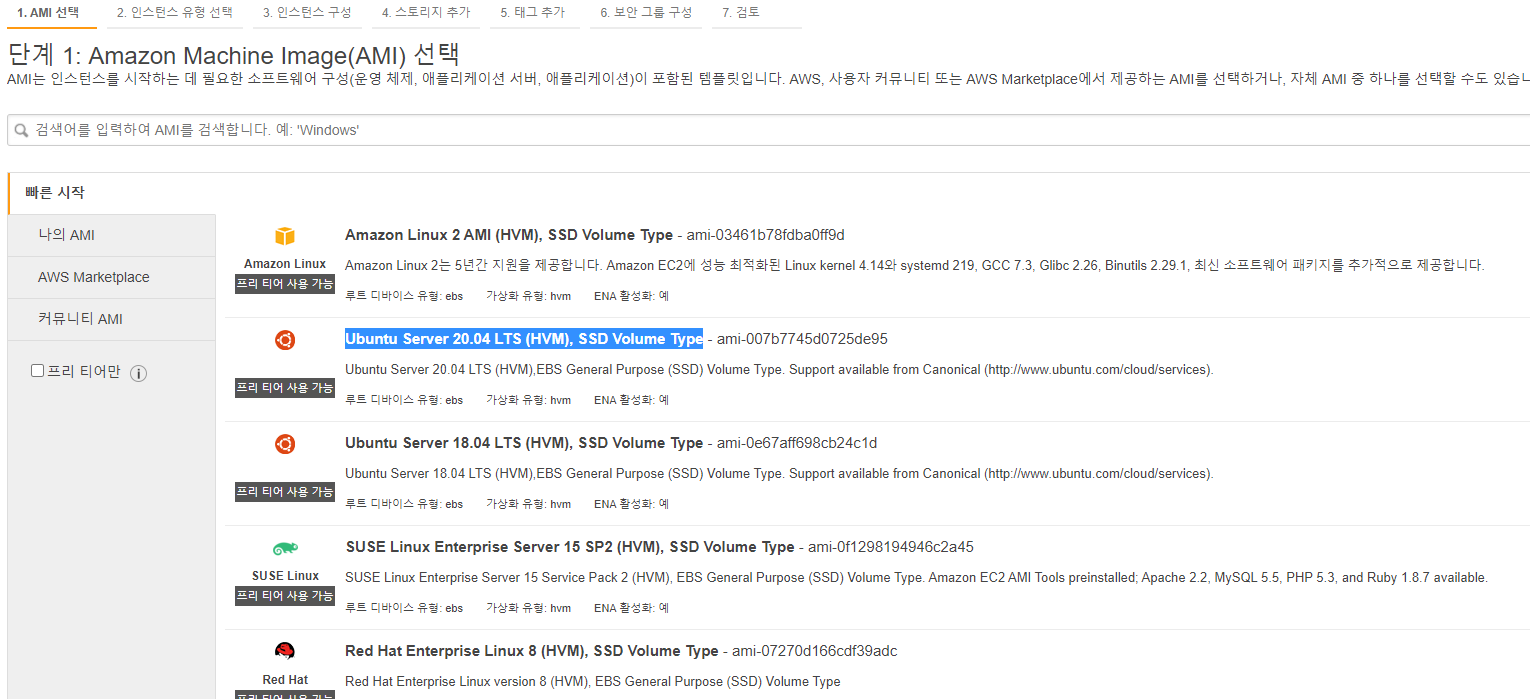 1. AMI 선택 2. 인스턴스 유형 선택 3. 인스턴스 구성 4. 스토리지 추가 5. 태그 추가 6. 보안 그룹 구성 7. 검토
단계 1: Amazon Machine Image(AMI) 선택
AMI는 인스턴스를 시작하는 데 필요한 소프트웨어 구성(운영 체제, 애플리케이션 서버, 애플리케이션)이 포함된 템플릿입니다. AWS, 사용자 커뮤니티 또는 AWS Marketplace에서 제공하는 AMI를 선택하거나, 자체 AMI 중 하나를 선택할 수도 있습
검색어를 입력하여 AMI를 검색합니다. 예: 'Windows'
빠른 시작
나의 AMI
AWS Marketplace
커뮤니티 AMI
프리 티어만
Amazon Linux
프리 티어 사용 가능
Amazon Linux 2 AMI (HVM), SSD Volume Type - ami-03461b78fdba0ff9d
Amazon Linux 2는 5년간 지원을 제공합니다. Amazon EC2에 성능 최적화된 Linux kernel 4.14와 systemd 219, GCC 7.3, Glibc 2.26, Binutils 2.29.1, 최신 소프트웨어 패키지를 추가적으로 제공합니다.
루트 디바이스 유형: ebs 가상화 유형: hvm ENA 활성화: 예
프리 티어 사용 가능
Ubuntu Server 20.04 LTS (HVM), SSD Volume Type - ami-007b7745d0725de95
Ubuntu Server 20.04 LTS (HVM),EBS General Purpose (SSD) Volume Type. Support available from Canonical (http://www.ubuntu.com/cloud/services).
루트 디바이스 유형: ebs 가상화 유형: hvm ENA 활성화: 예
프리 티어 사용 가능
Ubuntu Server 18.04 LTS (HVM), SSD Volume Type - ami-0e67aff698cb24c1d
Ubuntu Server 18.04 LTS (HVM),EBS General Purpose (SSD) Volume Type. Support available from Canonical (http://www.ubuntu.com/cloud/services).
루트 디바이스 유형: ebs 가상화 유형: hvm ENA 활성화: 예
SUSE Linux
프리 티어 사용 가능
SUSE Linux Enterprise Server 15 SP2 (HVM), SSD Volume Type - ami-0f1298194946c2a45
SUSE Linux Enterprise Server 15 Service Pack 2 (HVM), EBS General Purpose (SSD) Volume Type. Amazon EC2 AMI Tools preinstalled; Apache 2.2, MySQL 5.5, PHP 5.3, and Ruby 1.8.7 available.
루트 디바이스 유형: ebs 가상화 유형: hvm ENA 활성화: 예
Red Hat
프리 티어 사용 가능
Red Hat Enterprise Linux 8 (HVM), SSD Volume Type - ami-07270d166cdf39adc
Red Hat Enterprise Linux version 8 (HVM), EBS General Purpose (SSD) Volume Type